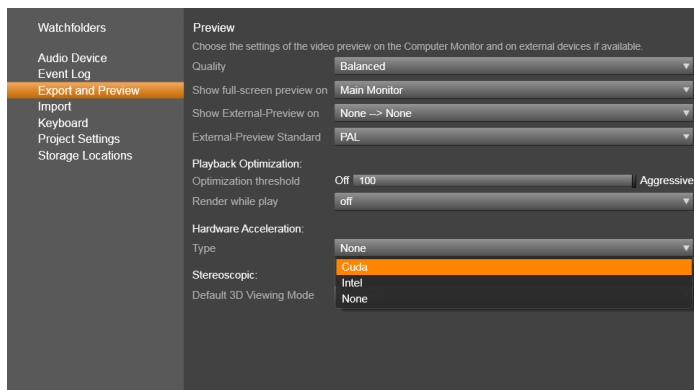 Watchfolders
Audio Device
Event Log
Export and Preview
Import
Keyboard
Project Settings
Storage Locations
Preview
Choose the settings of the video preview on the Computer Monitor and on external devices if available.
Quality Balanced
Show full-screen preview on Main Monitor
Show External-Preview on None --> None
External-Preview Standard PAL
Playback Optimization:
Optimization threshold Off 100 Aggressive
Render while play off
Hardware Acceleration:
Type None
Cuda
Intel
None
Stereoscopic:
Default 3D Viewing Mode